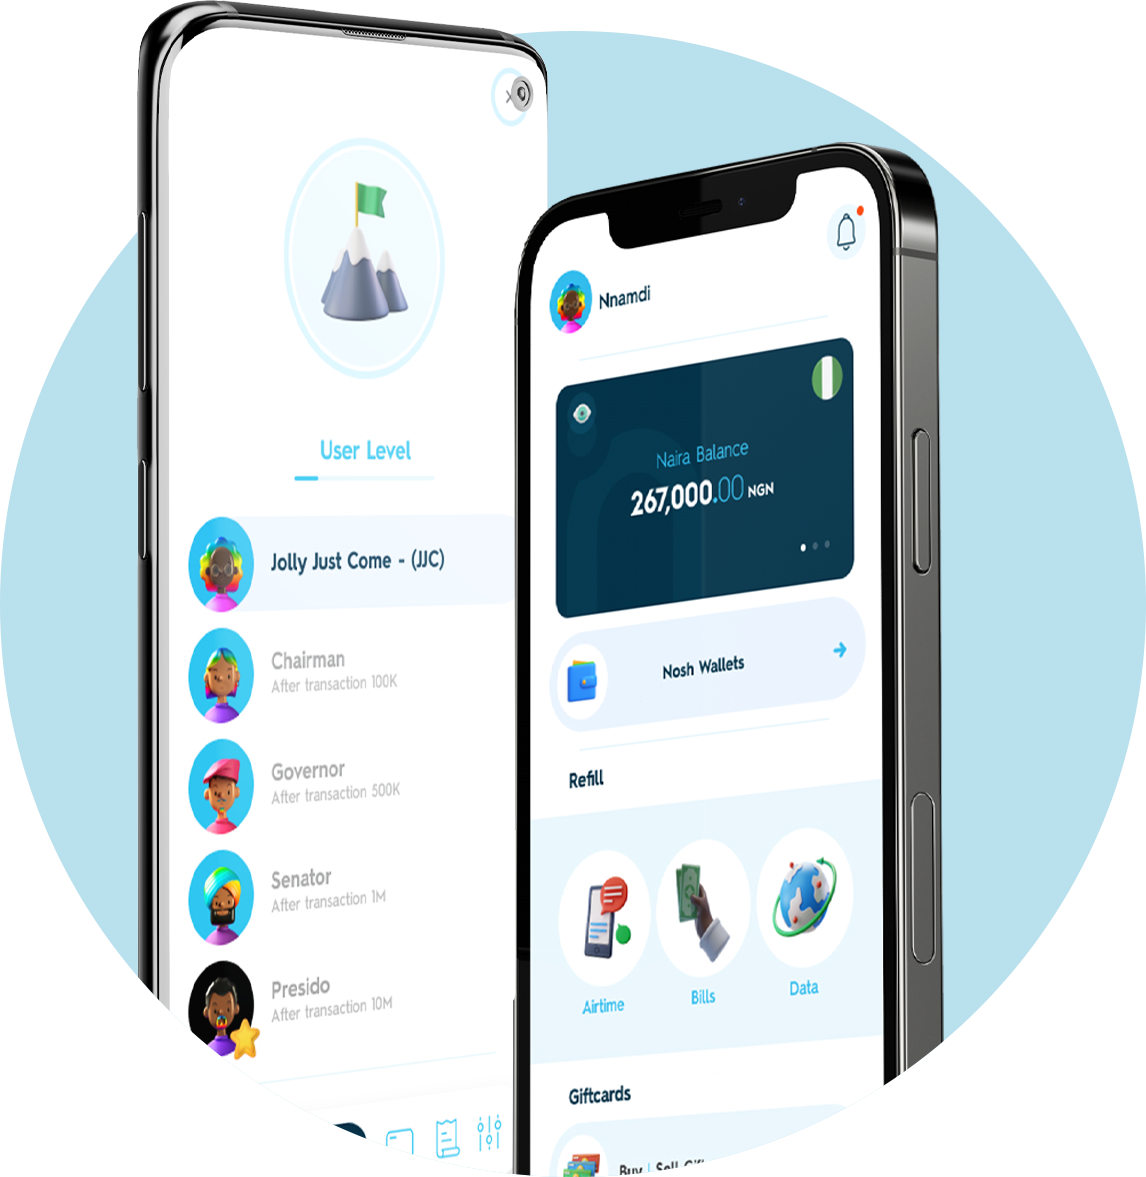 User Level
Jolly Just Come - (JJC)
Chairman
After transaction 100K
Governor
After transaction 500K
Senator
After transaction 1M
Presido
After transaction 10M
Nnamdi
Naira Balance
267,000.00 NGN
Nosh Wallets
Refill
Airtime
Bills
Data
Giftcards
Buy | Sell